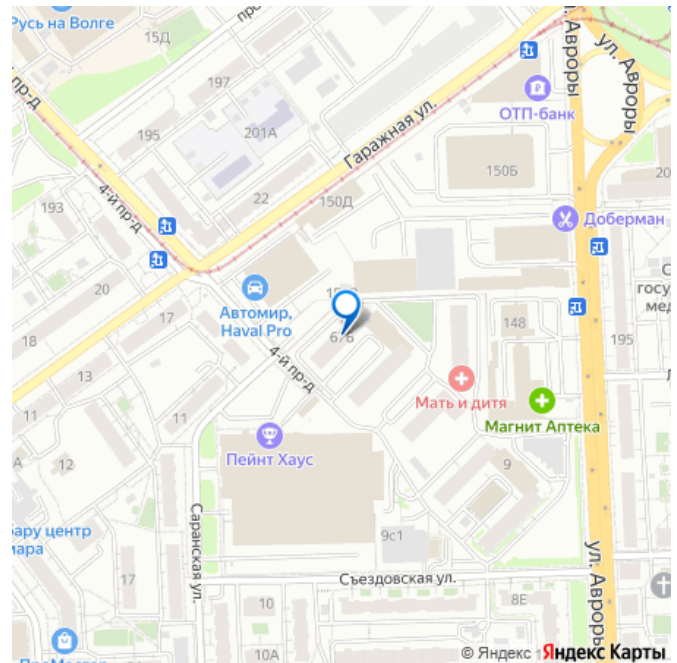 Русь на Волге
15Д
197
ул. Авроры
ул. Авроры
ОТП-банк
195
201А
Гаражная ул.
150Б
4-й пр-д
193
22
150Д
Доберман
20
18
Автомир,
Haval Pro
67Б
148
195
4-й пр-д
13
11
11
Мать и дитя
Магнит Аптека
Пейнт Хаус
12
9
Саранская ул.
9с1
17
Съездовская ул.
ул. Авроры
10
8Е
10А
© Яндекс
Яндекс Карты